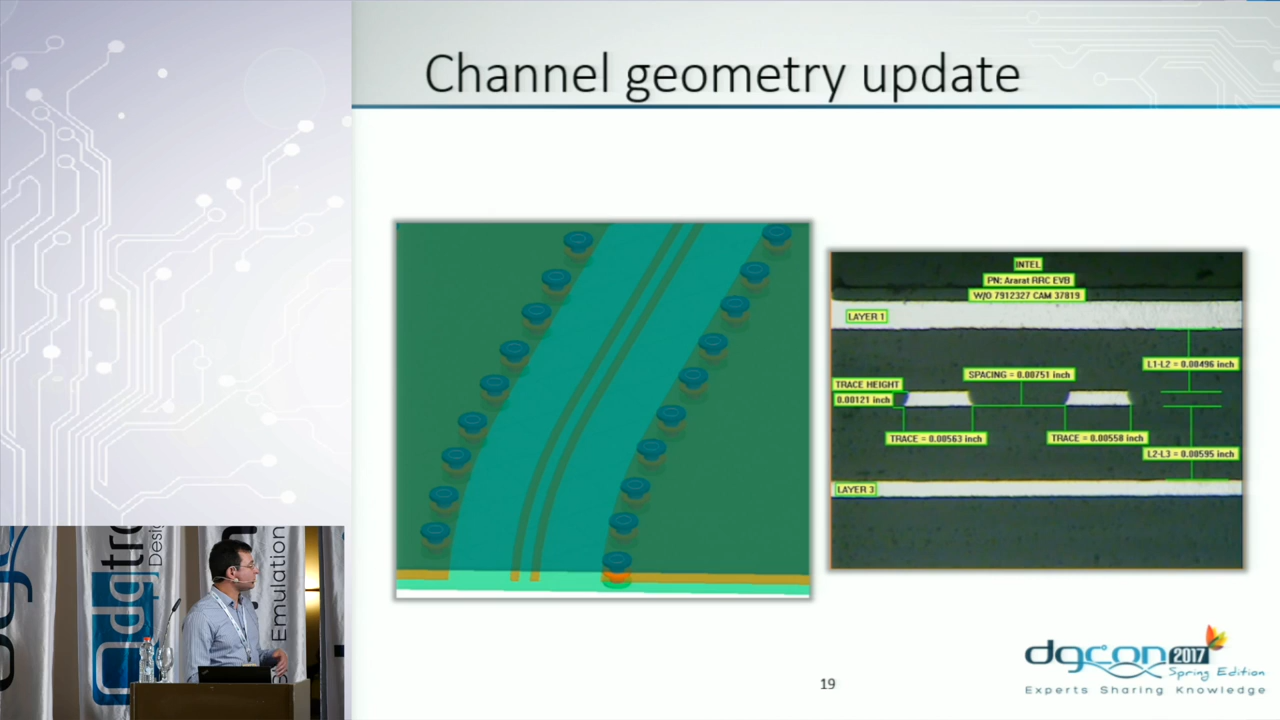 Channel geometry update
INTEL
PN: Ararat RRC EVB
W/O 7912327 CAM 37819
LAYER 1
L1-L2 = 0.00496 inch
SPACING = 0.00751 inch
TRACE HEIGHT
0.00121 inch
TRACE = 0.00563 inch
TRACE = 0.00558 inch
L2-L3 = 0.00595 inch
LAYER 3
dgcon 2017
Spring Edition
Experts Sharing Knowledge
19
Emulation